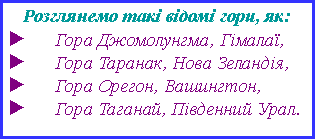 Розглянемо такі відомі гори, як:
Гора Джомолунгма, Гімалаї,
Гора Таранак, Нова Зеландія,
Гора Орегон, Вашингтон,
Гора Таганай, Південний Урал.